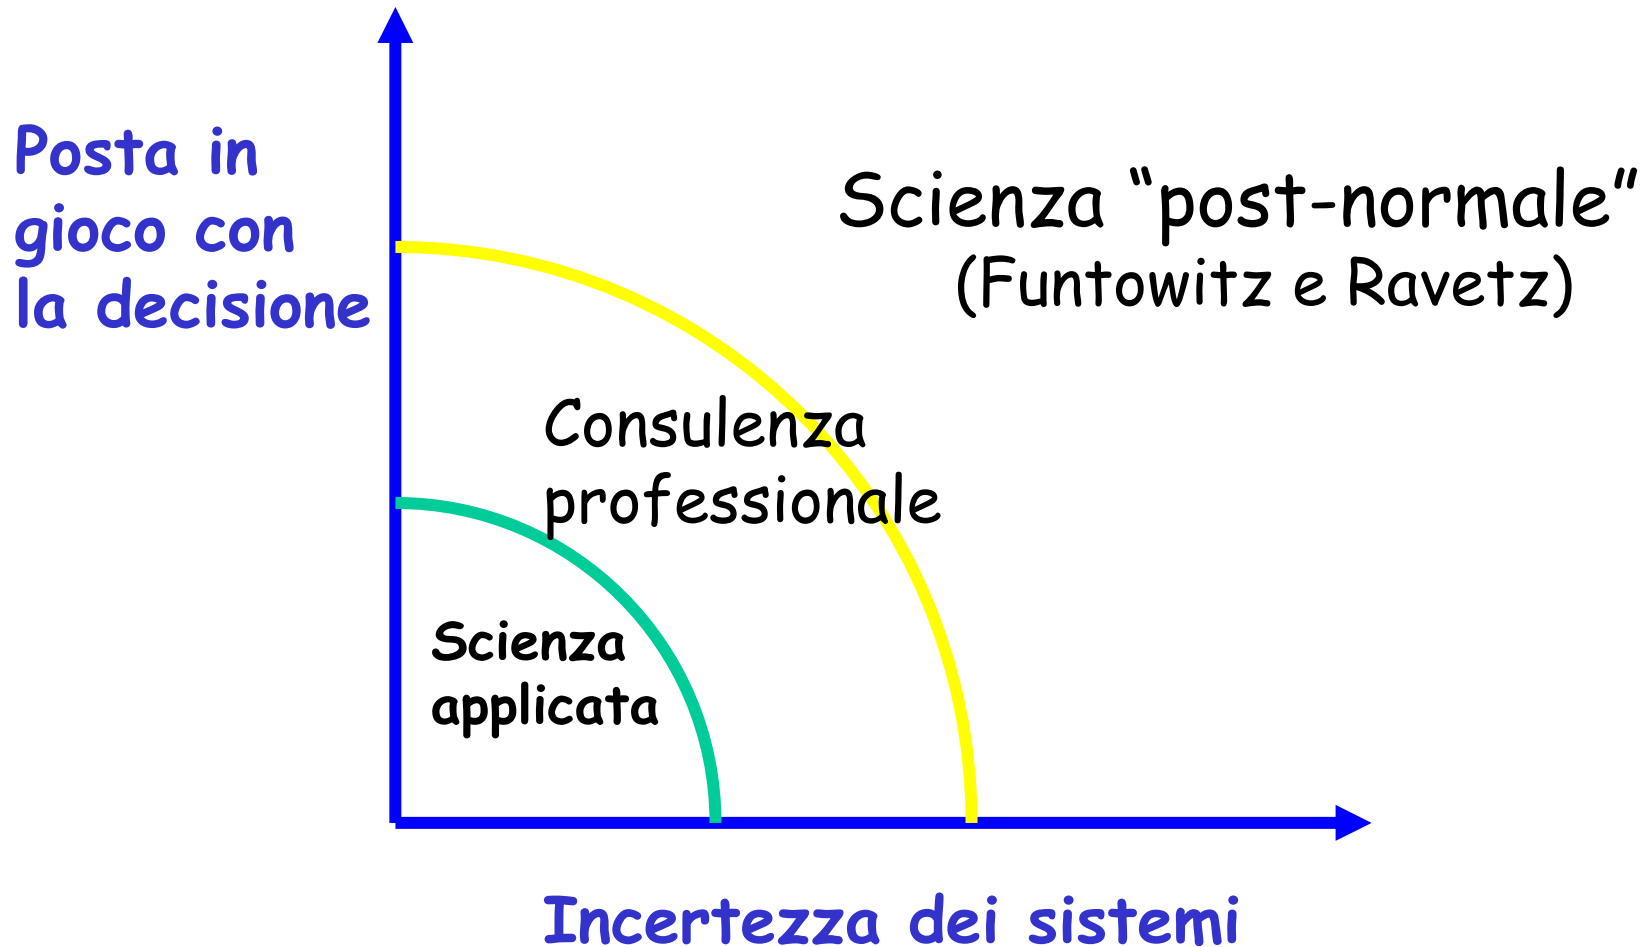 Posta in
gioco con
la decisione
Scienza “post-normale”
(Funtowitz e Ravetz)
Consulenza
professionale
Scienza
applicata
Incertezza dei sistemi